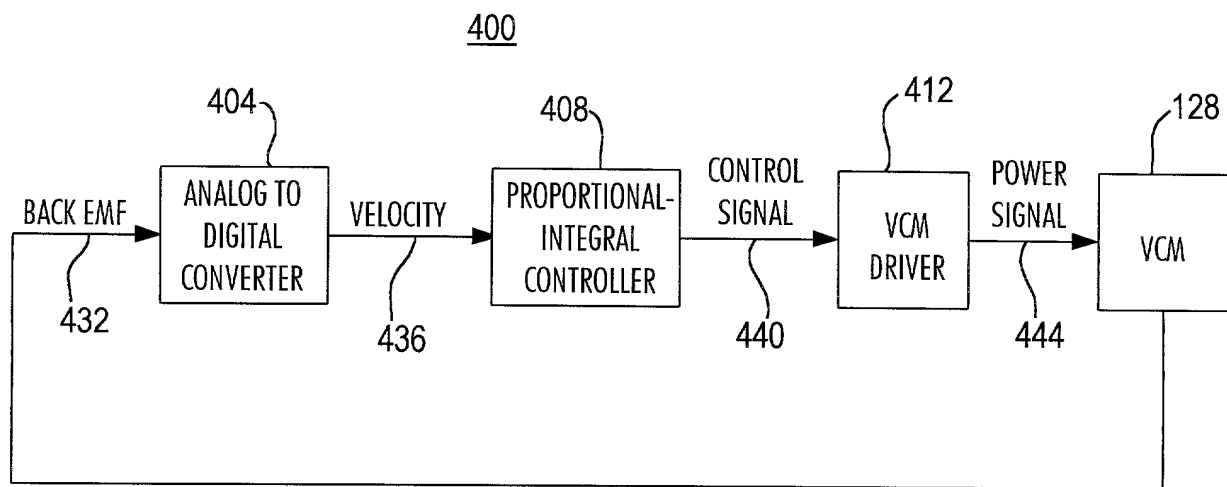 400
404
408
412
128
BACK EMF
432
ANALOG TO
DIGITAL
CONVERTER
VELOCITY
436
PROPORTIONAL-
INTEGRAL
CONTROLLER
CONTROL
SIGNAL
440
VCM
DRIVER
POWER
SIGNAL
444
VCM